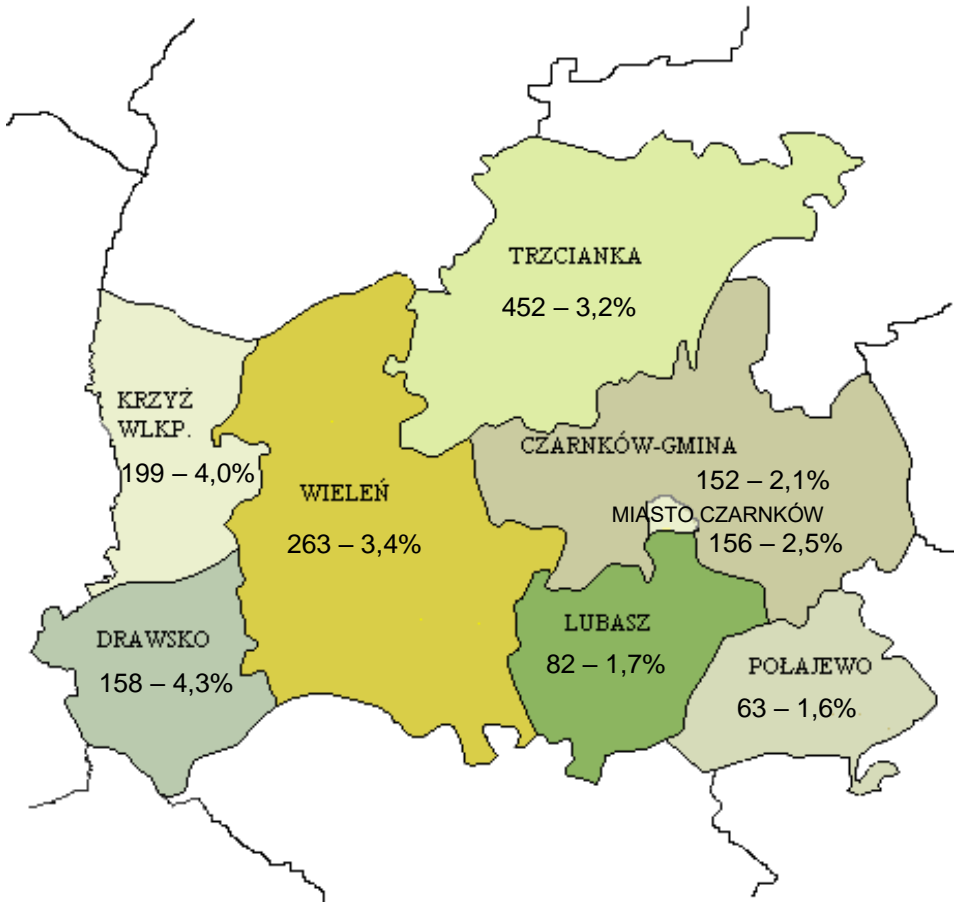 TRZCIANKA
452 – 3,2%
KRZYŻ
WLKP.
199 – 4,0%
WIELEŃ
263 – 3,4%
CZARNKÓW-GMINA
152 – 2,1%
MIASTO CZARNKÓW
156 – 2,5%
DRAWSKO
158 – 4,3%
LUBASZ
82 – 1,7%
POŁAJEWO
63 – 1,6%